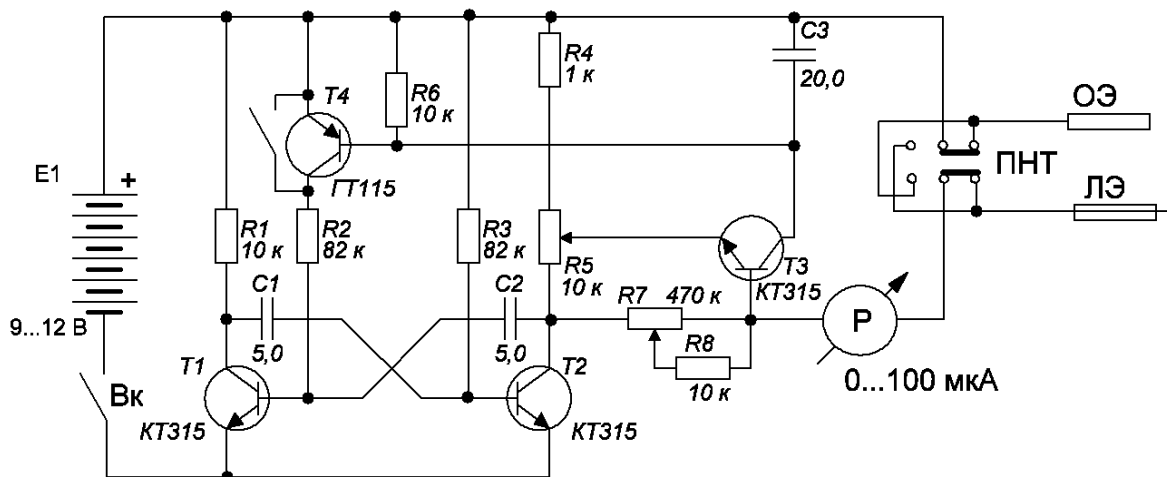 C3
20,0
R4
1 к
R6
10 к
T4
ГТ115
ОЭ
ПНТ
ЛЭ
E1
+
9...12 В
R1
10 к
R2
82 к
R3
82 к
R5
10 к
T3
КТ315
C1
5,0
C2
5,0
R7 470 к
R8
10 к
P
0...100 мкА
T1
КТ315
T2
КТ315
Вк